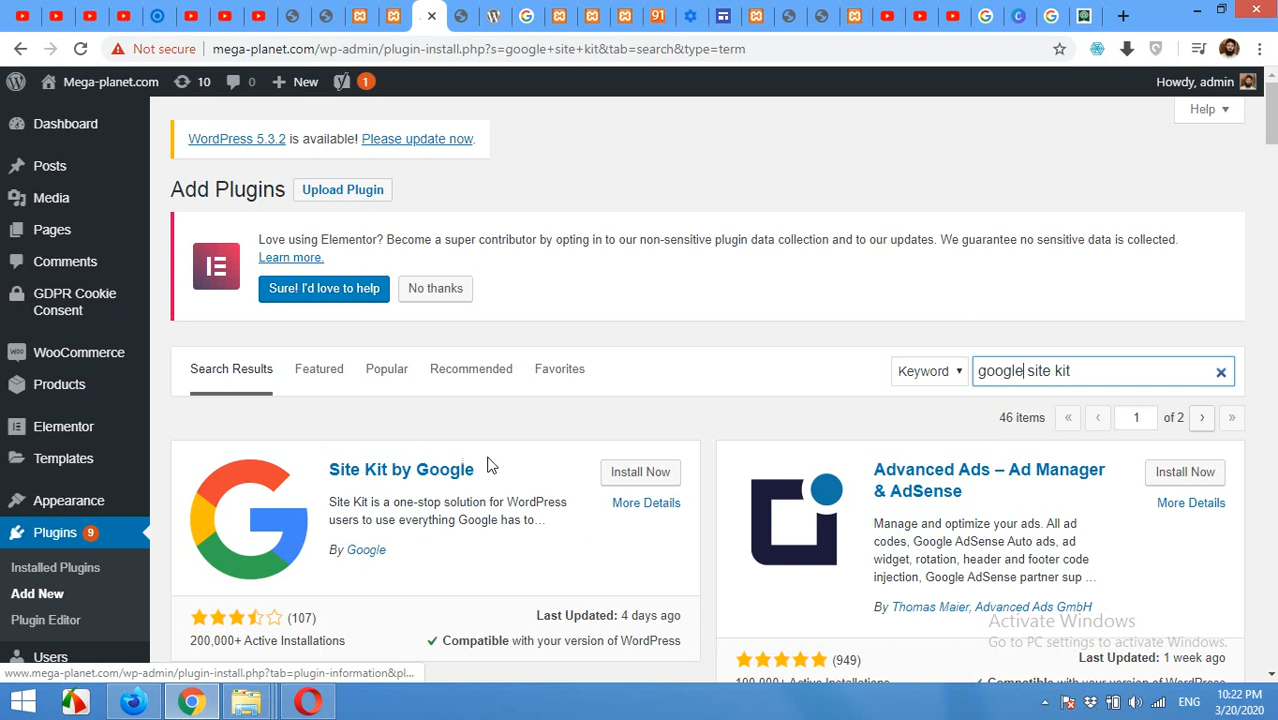 91
Not secure
mega-planet.com/wp-admin/plugin-install.php?s=google+site+kit&tab=search&type=term
Mega-planet.com
10
0
New
1
Howdy, admin
Help
Dashboard
Posts
Media
Pages
Comments
GDPR Cookie
Consent
WooCommerce
Products
Elementor
Templates
Appearance
Plugins 9
Installed Plugins
Add New
Plugin Editor
Users
WordPress 5.3.2 is available! Please update now.
Add Plugins
Upload Plugin
Love using Elementor? Become a super contributor by opting in to our non-sensitive plugin data collection and to our updates. We guarantee no sensitive data is collected.
Learn more.
Sure! I'd love to help
No thanks
Search Results
Featured
Popular
Recommended
Favorites
Keyword
google site kit
46 items
«
‹
1
of 2
›
»
Site Kit by Google
Install Now
More Details
Site Kit is a one-stop solution for WordPress
users to use everything Google has to...
By Google
(107)
200,000+ Active Installations
Last Updated: 4 days ago
Compatible with your version of WordPress
Advanced Ads – Ad Manager
& AdSense
Install Now
More Details
Manage and optimize your ads. All ad
codes, Google AdSense Auto ads, ad
widget, rotation, header and footer code
injection, Google AdSense partner sup ...
By Thomas Maier, Advanced Ads GmbH
(949)
100,000+ Active Installations
Last Updated: 1 week ago
Compatible with your version of WordPress
Activate Windows
Go to PC settings to activate Windows.
www.mega-planet.com/wp-admin/plugin-install.php?tab=plugin-information&pl...
ENG
10:22 PM
3/20/2020